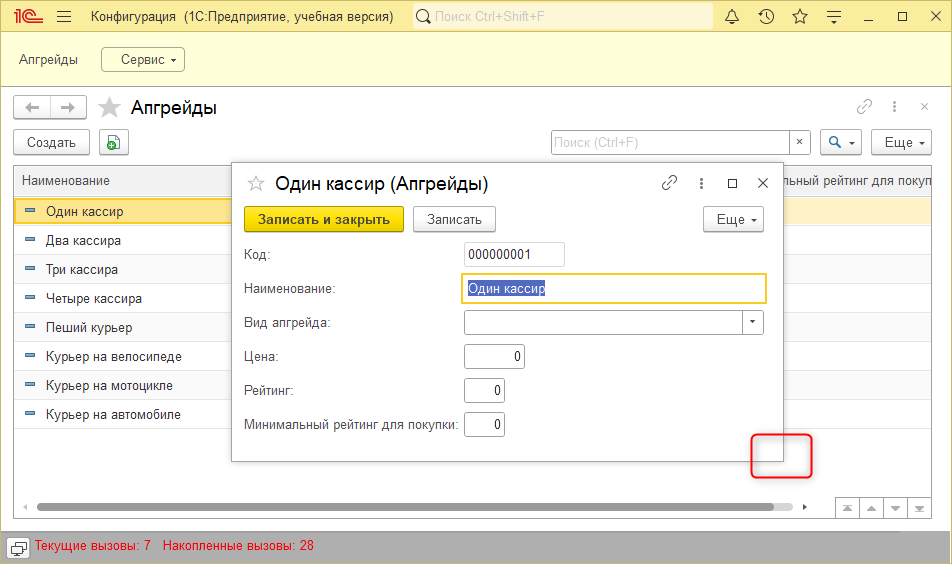 1С Конфигурация (1С:Предприятие, учебная версия) Поиск Ctrl+Shift+F
Апгрейды Сервис
Апгрейды
Создать Поиск (Ctrl+F) × Еще
Наименование льный рейтинг для покуп
Один кассир
Два кассира
Три кассира
Четыре кассира
Пеший курьер
Курьер на велосипеде
Курьер на мотоцикле
Курьер на автомобиле
Один кассир (Апгрейды)
Записать и закрыть Записать Еще
Код: 000000001
Наименование: Один кассир
Вид апгрейда:
Цена: 0
Рейтинг: 0
Минимальный рейтинг для покупки: 0
Текущие вызовы: 7 Накопленные вызовы: 28